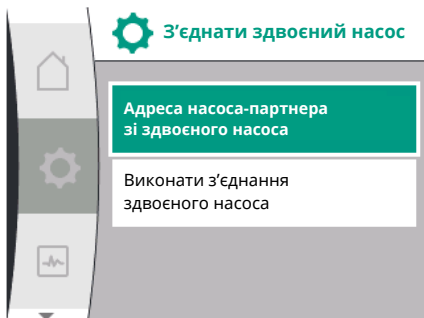 З'єднати здвоєний насос
Адреса насоса-партнера
зі здвоєного насоса
Виконати з'єднання
здвоєного насоса